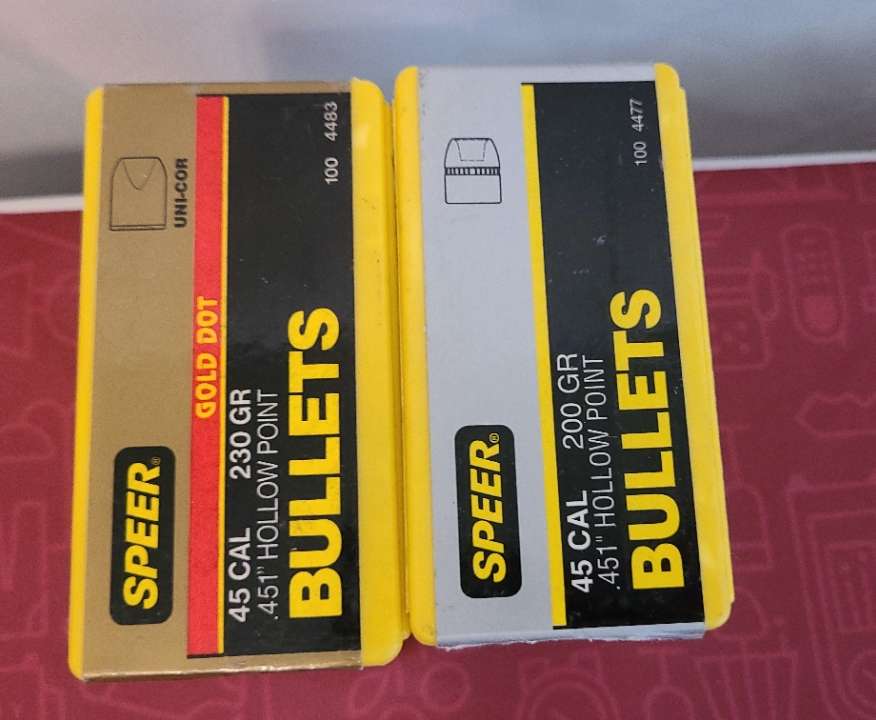 SPEER®
GOLD DOT
UNI-COR
45 CAL 230 GR
.451" HOLLOW POINT
BULLETS
100 4483
SPEER®
45 CAL 200 GR
.451" HOLLOW POINT
BULLETS
100 4477